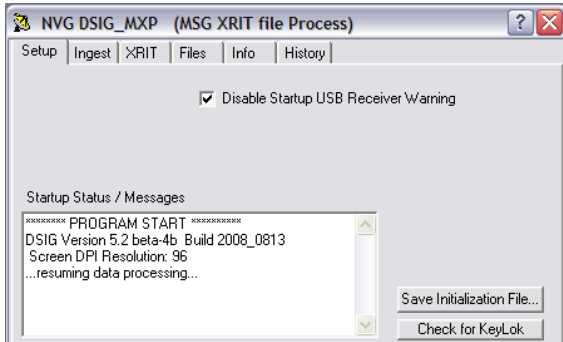 NVG DSIG_MXP (MSG XRIT file Process)
Setup Ingest XRIT Files Info History
Disable Startup USB Receiver Warning
Startup Status / Messages
******** PROGRAM START **********
DSIG Version 5.2 beta-4b Build 2008_0813
Screen DPI Resolution: 96
...resuming data processing...
Save Initialization File...
Check for KeyLok